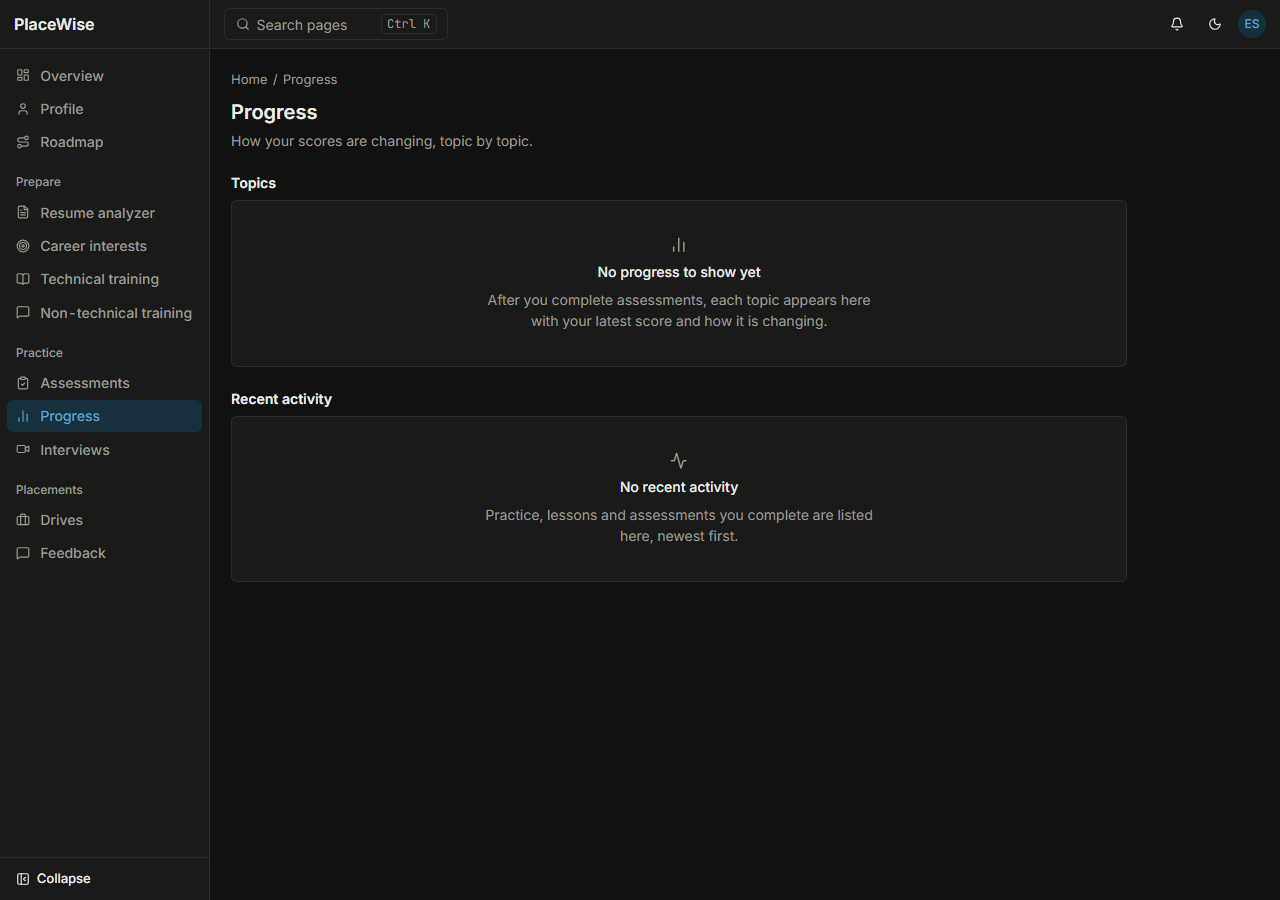 PlaceWise
Search pages
Ctrl K
ES
Overview
Profile
Roadmap
Prepare
Resume analyzer
Career interests
Technical training
Non-technical training
Practice
Assessments
Progress
Interviews
Placements
Drives
Feedback
Collapse
Home / Progress
Progress
How your scores are changing, topic by topic.
Topics
No progress to show yet
After you complete assessments, each topic appears here
with your latest score and how it is changing.
Recent activity
No recent activity
Practice, lessons and assessments you complete are listed
here, newest first.